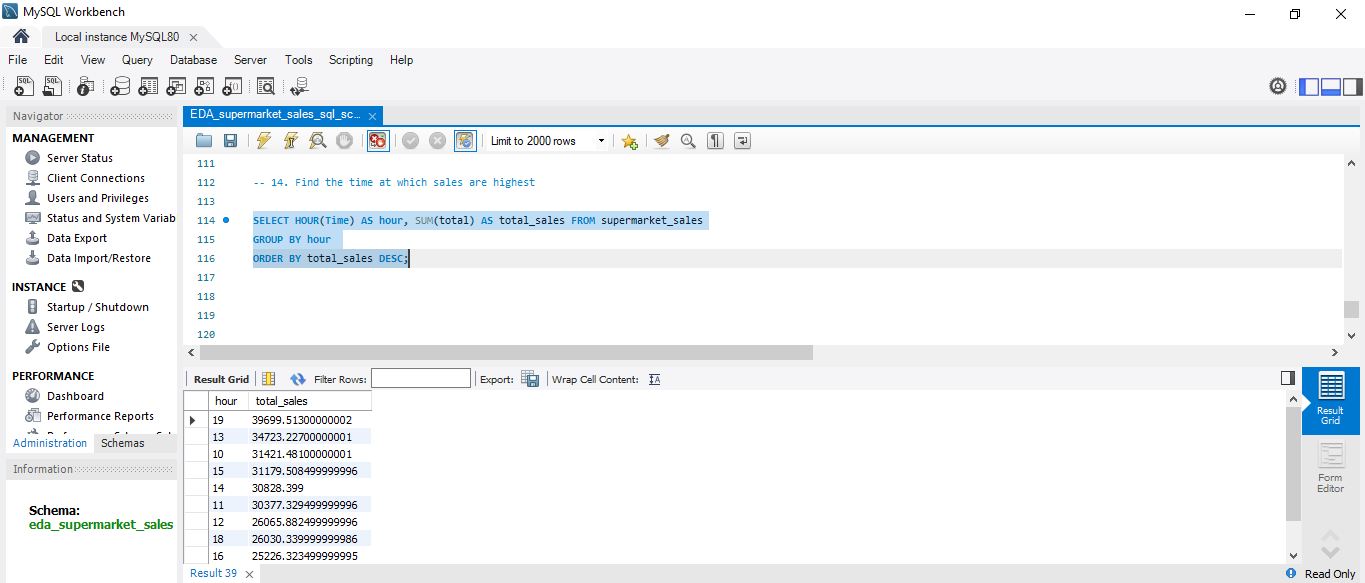 MySQL Workbench
Local instance MySQL80
File Edit View Query Database Server Tools Scripting Help
Navigator
MANAGEMENT
Server Status
Client Connections
Users and Privileges
Status and System Variab
Data Export
Data Import/Restore
INSTANCE
Startup / Shutdown
Server Logs
Options File
PERFORMANCE
Dashboard
Performance Reports
Administration Schemas
Information
Schema:
eda_supermarket_sales
EDA_supermarket_sales_sql_sc...
Limit to 2000 rows
111
112 -- 14. Find the time at which sales are highest
113
114 SELECT HOUR(Time) AS hour, SUM(total) AS total_sales FROM supermarket_sales
115 GROUP BY hour
116 ORDER BY total_sales DESC;
117
118
119
120
Result Grid Filter Rows: Export: Wrap Cell Content: IA
hour total_sales
19 39699.51300000002
13 34723.22700000001
10 31421.48100000001
15 31179.508499999996
14 30828.399
11 30377.329499999996
12 26065.882499999996
18 26030.339999999986
16 25226.323499999995
Result 39
Result
Grid
Form
Editor
Read Only